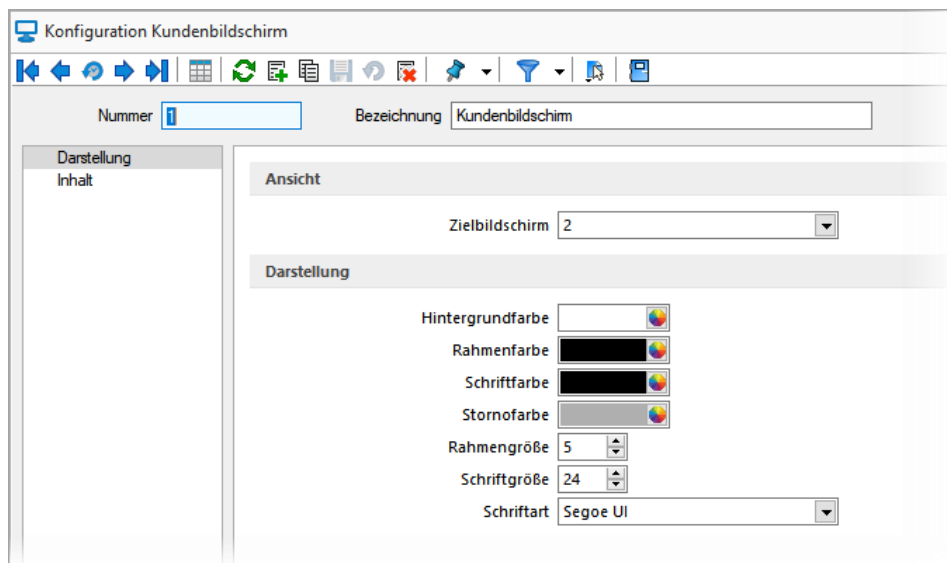 Konfiguration Kundenbildschirm
Nummer 1 Bezeichnung Kundenbildschirm
Darstellung
Inhalt
Ansicht
Zielbildschirm 2
Darstellung
Hintergrundfarbe
Rahmenfarbe
Schriftfarbe
Stornofarbe
Rahmengröße 5
Schriftgröße 24
Schriftart Segoe UI